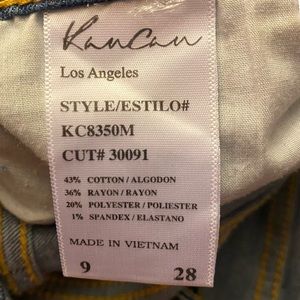 KanCan
Los Angeles
STYLE/ESTILO#
KC8350M
CUT# 30091
43% COTTON / ALGODON
36% RAYON / RAYON
20% POLYESTER / POLIESTER
1% SPANDEX / ELASTANO
MADE IN VIETNAM
9 28